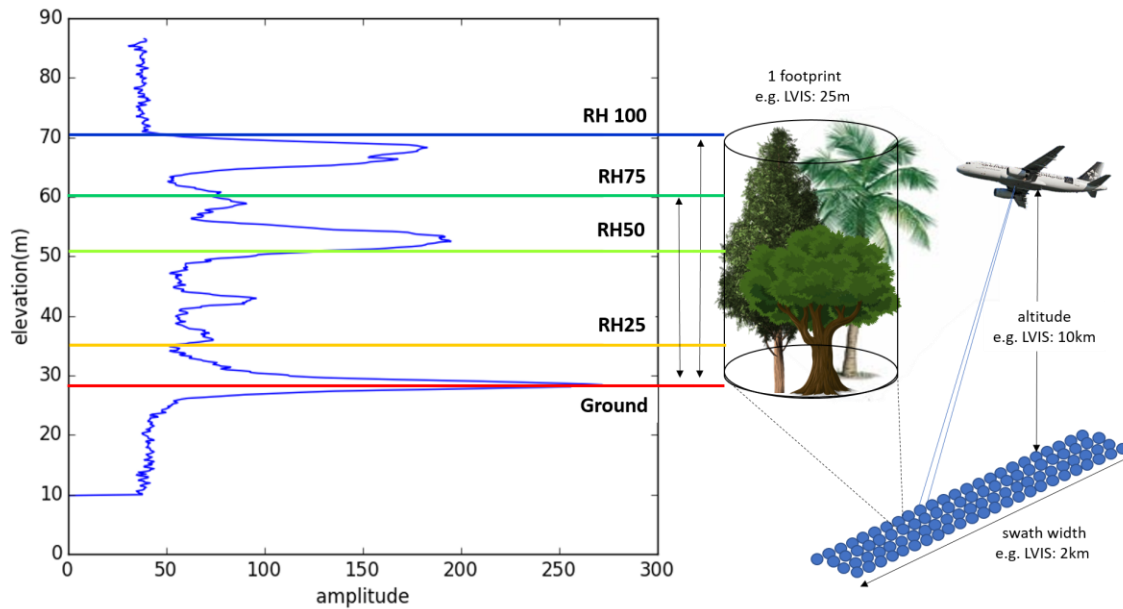 90
80
70
60
50
40
30
20
10
0
elevation(m)
0
50
100
150
200
250
300
amplitude
RH 100
RH75
RH50
RH25
Ground
1 footprint
e.g. LVIS: 25m
altitude
e.g. LVIS: 10km
swath width
e.g. LVIS: 2km